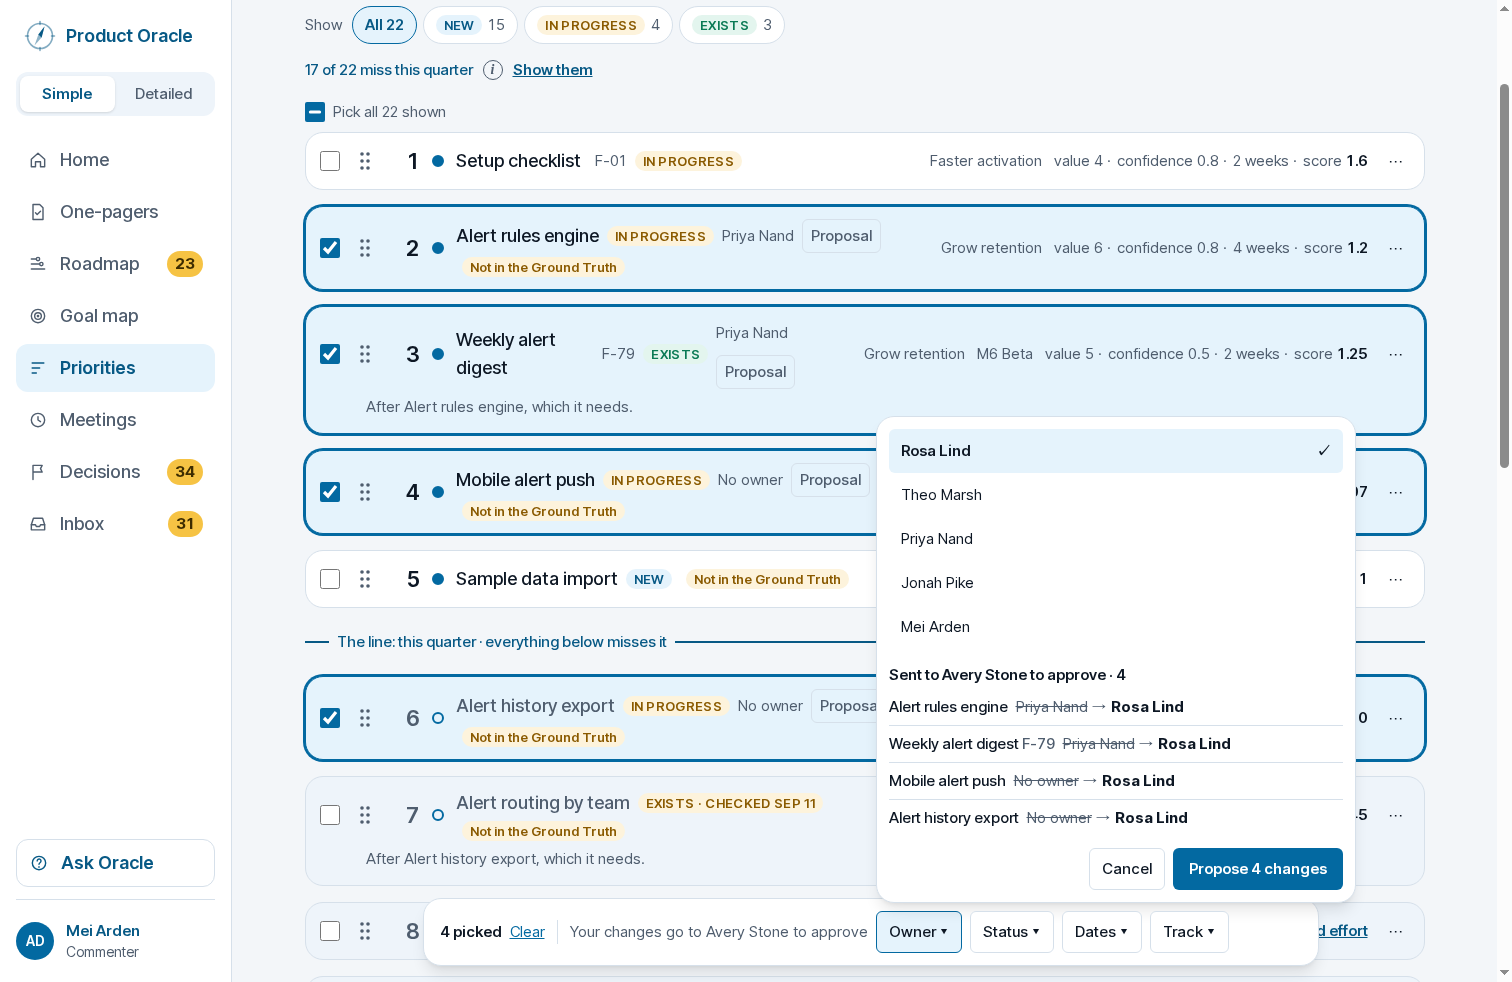 Product Oracle
Simple Detailed
Home
One-pagers
Roadmap 23
Goal map
Priorities
Meetings
Decisions 34
Inbox 31
Ask Oracle
AD Mei Arden
Commenter
Show All 22 NEW 15 IN PROGRESS 4 EXISTS 3
17 of 22 miss this quarter i Show them
Pick all 22 shown
1 Setup checklist F-01 IN PROGRESS Faster activation value 4 · confidence 0.8 · 2 weeks · score 1.6 ...
2 Alert rules engine IN PROGRESS Priya Nand Proposal Grow retention value 6 · confidence 0.8 · 4 weeks · score 1.2 ...
Not in the Ground Truth
3 Weekly alert digest F-79 EXISTS Priya Nand Proposal Grow retention M6 Beta value 5 · confidence 0.5 · 2 weeks · score 1.25 ...
After Alert rules engine, which it needs.
4 Mobile alert push IN PROGRESS No owner Proposal 07 ...
Not in the Ground Truth
5 Sample data import NEW Not in the Ground Truth 1 ...
The line: this quarter · everything below misses it
6 Alert history export IN PROGRESS No owner Proposa 0 ...
Not in the Ground Truth
7 Alert routing by team EXISTS · CHECKED SEP 11 5 ...
Not in the Ground Truth
After Alert history export, which it needs.
8 d effort ...
Rosa Lind ✓
Theo Marsh
Priya Nand
Jonah Pike
Mei Arden
Sent to Avery Stone to approve · 4
Alert rules engine Priya Nand → Rosa Lind
Weekly alert digest F-79 Priya Nand → Rosa Lind
Mobile alert push No owner → Rosa Lind
Alert history export No owner → Rosa Lind
Cancel Propose 4 changes
4 picked Clear Your changes go to Avery Stone to approve Owner ▾ Status ▾ Dates ▾ Track ▾